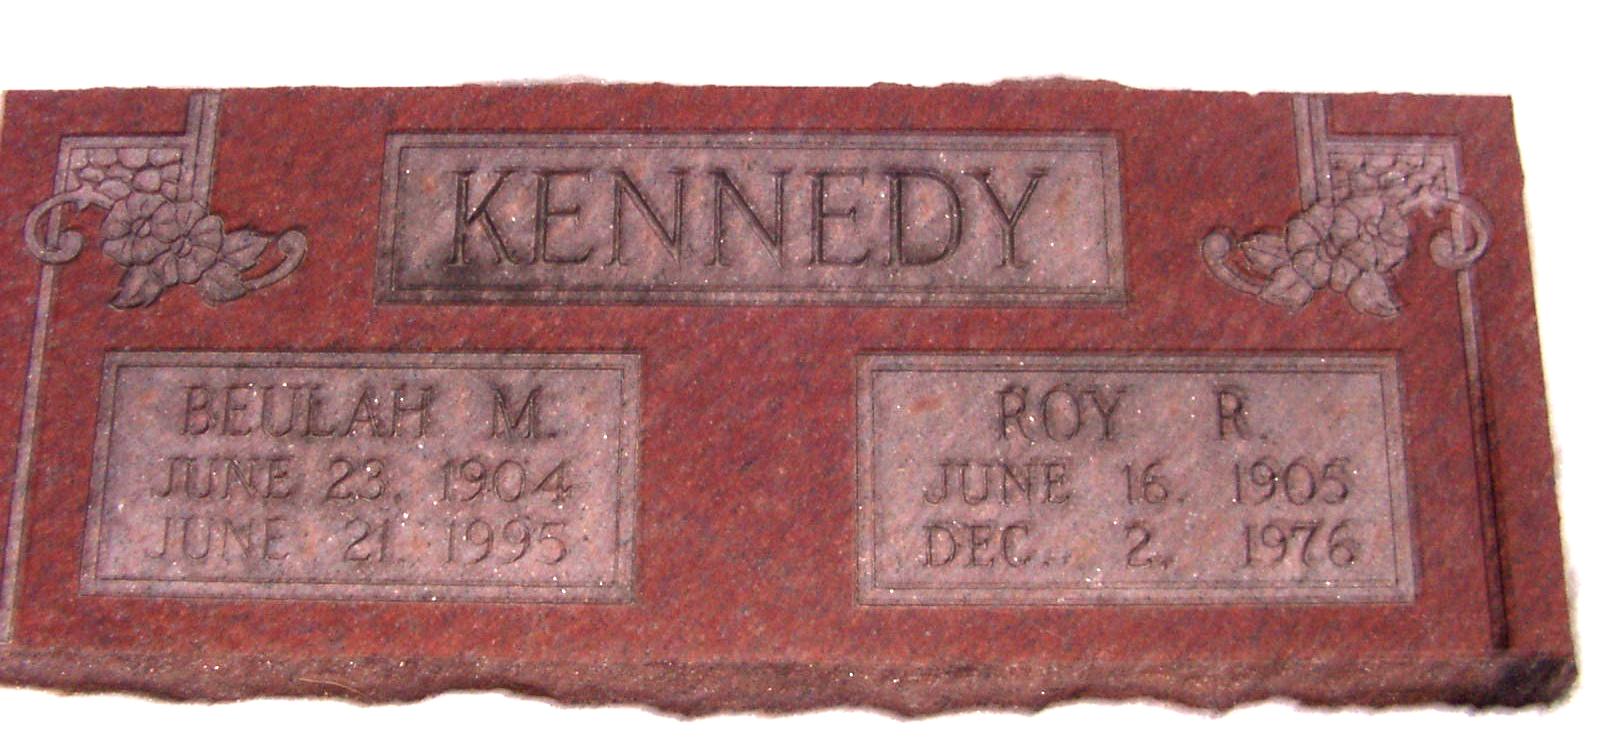 KENNEDY
BEULAH M.
JUNE 23, 1904
JUNE 21, 1995
ROY R.
JUNE 16, 1905
DEC. 2, 1976